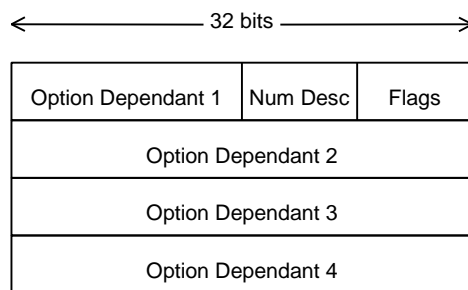 32 bits
Option Dependant 1 Num Desc Flags
Option Dependant 2
Option Dependant 3
Option Dependant 4